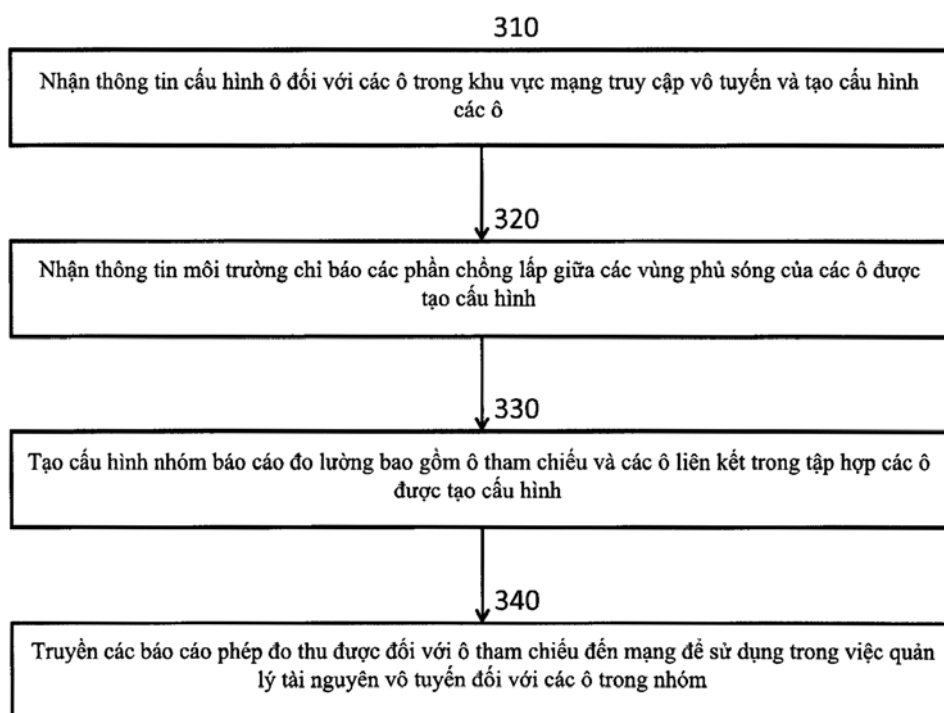 310
Nhận thông tin cấu hình ô đối với các ô trong khu vực mạng truy cập vô tuyến và tạo cấu hình
các ô
320
Nhận thông tin môi trường chỉ báo các phần chồng lấp giữa các vùng phủ sóng của các ô được
tạo cấu hình
330
Tạo cấu hình nhóm báo cáo đo lường bao gồm ô tham chiếu và các ô liên kết trong tập hợp các ô
được tạo cấu hình
340
Truyền các báo cáo phép đo thu được đối với ô tham chiếu đến mạng để sử dụng trong việc quản
lý tài nguyên vô tuyến đối với các ô trong nhóm